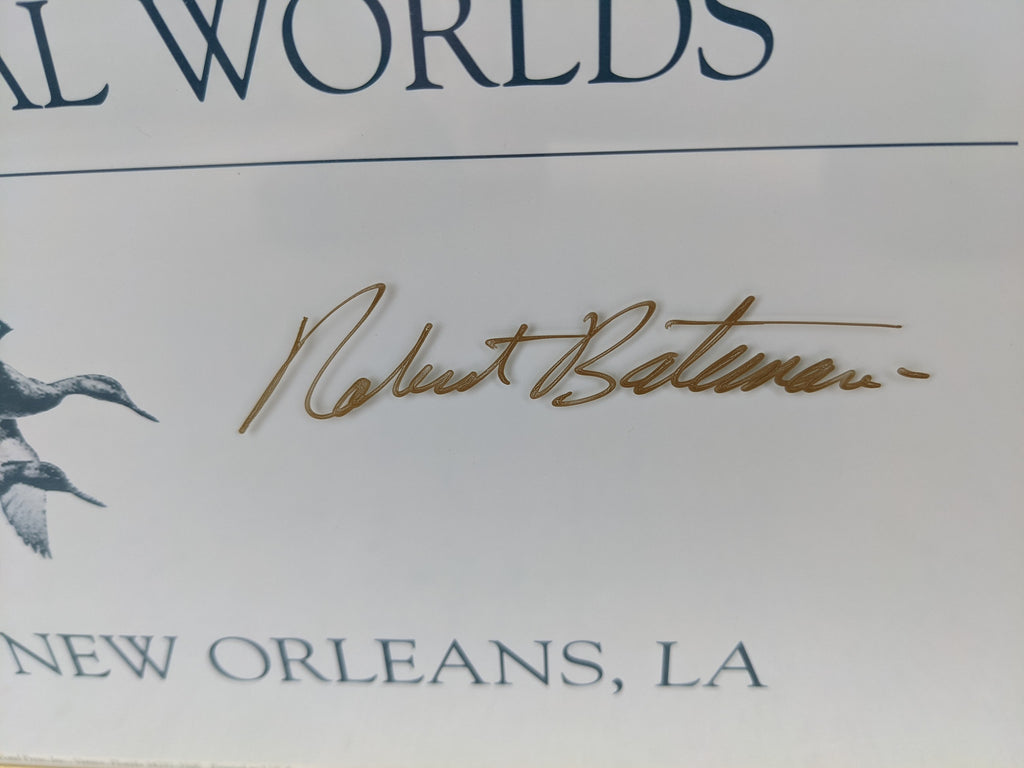 AL WORLDS
Robert Bateman -
NEW ORLEANS, LA